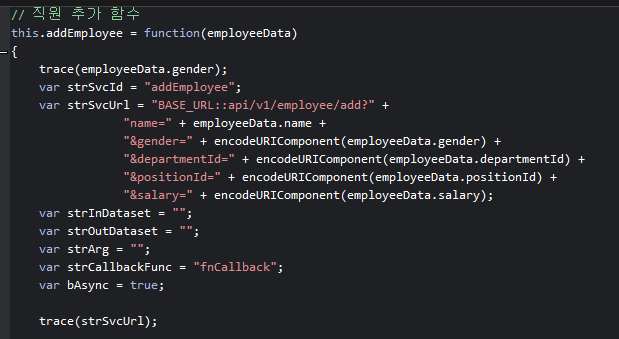 // 직원 추가 함수
this.addEmployee = function(employeeData)
{
    trace(employeeData.gender);
    var strSvcId = "addEmployee";
    var strSvcUrl = "BASE_URL::api/v1/employee/add?" +
            "name=" + employeeData.name +
            "&gender=" + encodeURIComponent(employeeData.gender) +
            "&departmentId=" + encodeURIComponent(employeeData.departmentId) +
            "&positionId=" + encodeURIComponent(employeeData.positionId) +
            "&salary=" + encodeURIComponent(employeeData.salary);
    var strInDataset = "";
    var strOutDataset = "";
    var strArg = "";
    var strCallbackFunc = "fnCallback";
    var bAsync = true;

    trace(strSvcUrl);